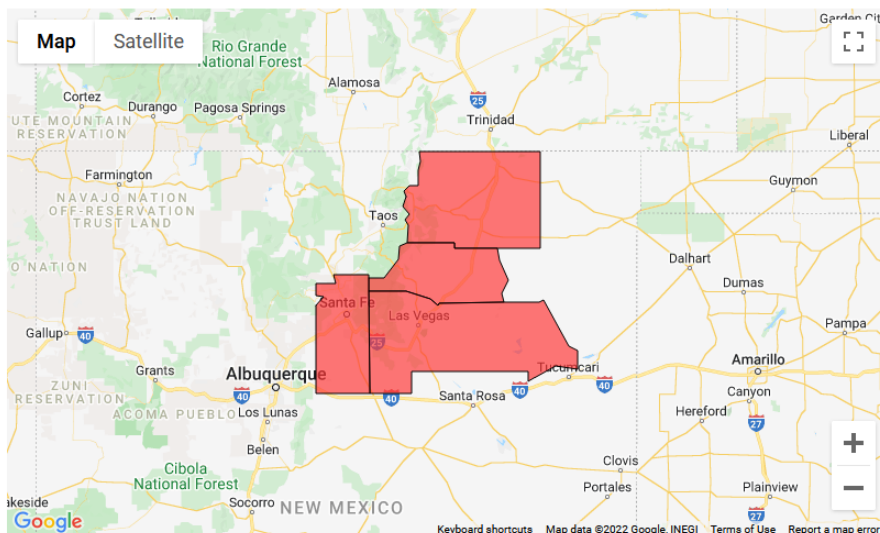 Map
Satellite
Rio Grande
National Forest
Garden City
Alamosa
Cortez
Durango
Pagosa Springs
25
Trinidad
UTE MOUNTAIN
RESERVATION
Liberal
Farmington
Guymon
NAVAJO NATION
OFF-RESERVATION
TRUST LAND
Taos
O NATION
Dalhart
Dumas
Santa Fe
Las Vegas
Gallup
40
25
Pampa
Grants
Albuquerque
Tucumcari
Amarillo
ZUNI
RESERVATION
40
40
Santa Rosa
40
40
Canyon
ACOMA PUEBLO
Los Lunas
Hereford
27
Belen
Clovis
Cibola
National Forest
Portales
Plainview
27
akeside
Socorro
NEW MEXICO
Google
Keyboard shortcuts
Map data ©2022 Google, INEGI
Terms of Use
Report a map error